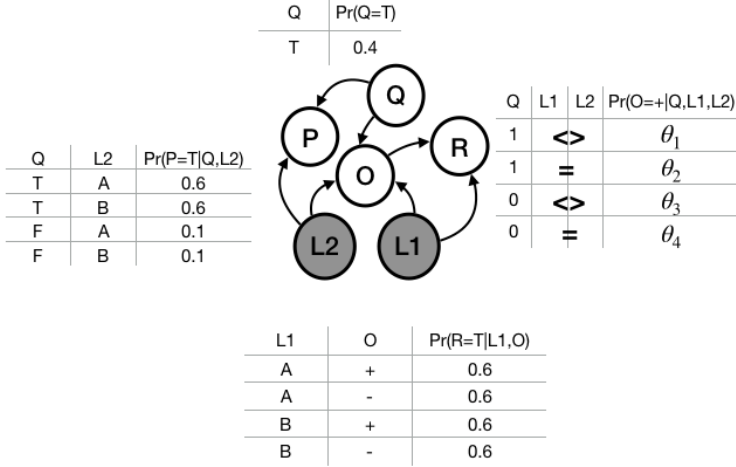 Q Pr(Q=T)
T 0.4
Q
P
R
O
L2 L1
Q L2 Pr(P=T|Q,L2)
T A 0.6
T B 0.6
F A 0.1
F B 0.1
Q L1 L2 Pr(O=+|Q,L1,L2)
1 <> θ1
1 = θ2
0 <> θ3
0 = θ4
L1 O Pr(R=T|L1,O)
A + 0.6
A - 0.6
B + 0.6
B - 0.6